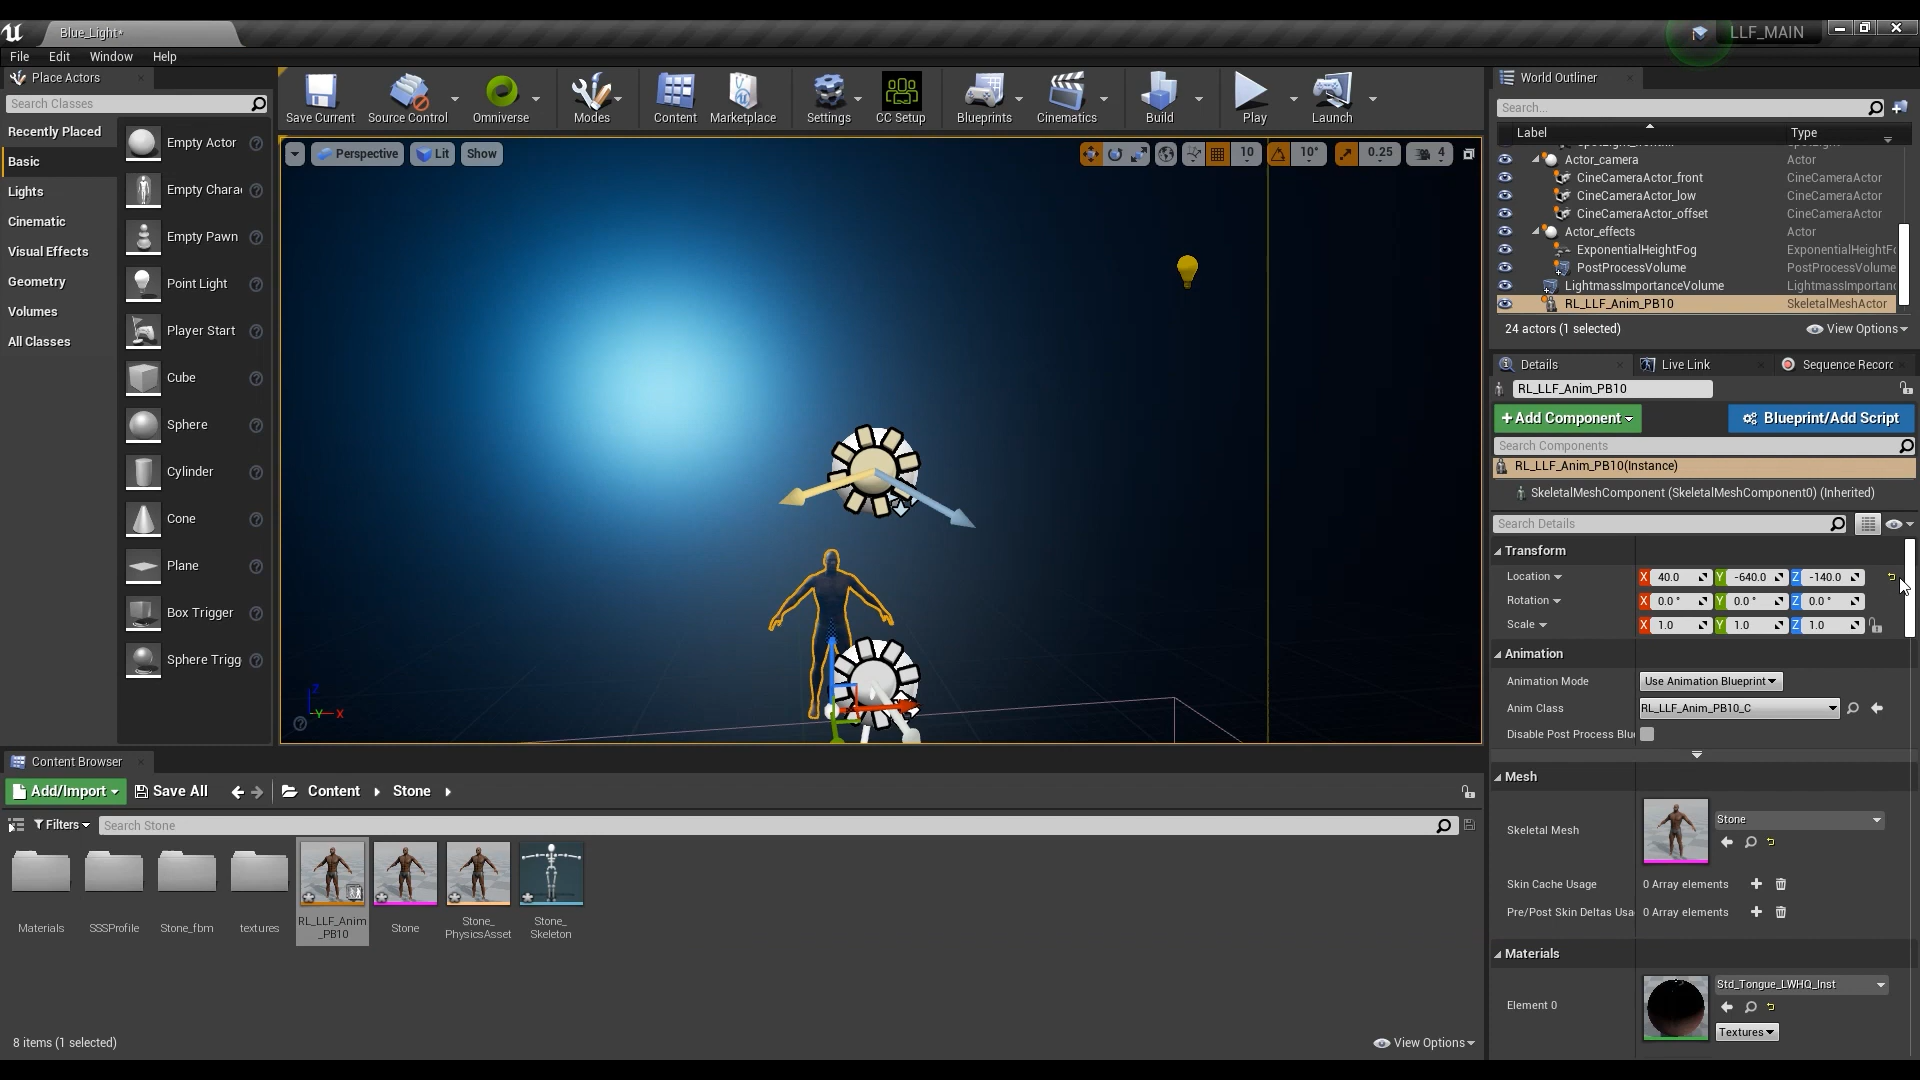 Blue_Light*
LLF_MAIN
File Edit Window Help
Place Actors
Search Classes
Recently Placed
Basic
Lights
Cinematic
Visual Effects
Geometry
Volumes
All Classes
Empty Actor
Empty Chara
Empty Pawn
Point Light
Player Start
Cube
Sphere
Cylinder
Cone
Plane
Box Trigger
Sphere Trigg
Save Current Source Control Omniverse Modes Content Marketplace Settings CC Setup Blueprints Cinematics Build Play Launch
Perspective Lit Show
10 10° 0.25 4
Z
Y X
World Outliner
Search...
Label Type
Actor_camera Actor
CineCameraActor_front CineCameraActor
CineCameraActor_low CineCameraActor
CineCameraActor_offset CineCameraActor
Actor_effects Actor
ExponentialHeightFog ExponentialHeightFo
PostProcessVolume PostProcessVolume
LightmassImportanceVolume LightmassImportanc
RL_LLF_Anim_PB10 SkeletalMeshActor
24 actors (1 selected) View Options
Details Live Link Sequence Recorc
RL_LLF_Anim_PB10
+Add Component Blueprint/Add Script
Search Components
RL_LLF_Anim_PB10(Instance)
SkeletalMeshComponent (SkeletalMeshComponent0) (Inherited)
Search Details
Transform
Location X 40.0 Y -640.0 Z -140.0
Rotation X 0.0° Y 0.0° Z 0.0°
Scale X 1.0 Y 1.0 Z 1.0
Animation
Animation Mode Use Animation Blueprint
Anim Class RL_LLF_Anim_PB10_C
Disable Post Process Blu
Mesh
Skeletal Mesh Stone
Skin Cache Usage 0 Array elements
Pre/Post Skin Deltas Usa 0 Array elements
Materials
Element 0 Std_Tongue_LWHQ_Inst
Textures
Content Browser
Add/Import Save All Content Stone
Filters Search Stone
Materials
SSSProfile
Stone_fbm
textures
RL_LLF_Anim
_PB10
Stone
Stone_
PhysicsAsset
Stone_
Skeleton
8 items (1 selected) View Options